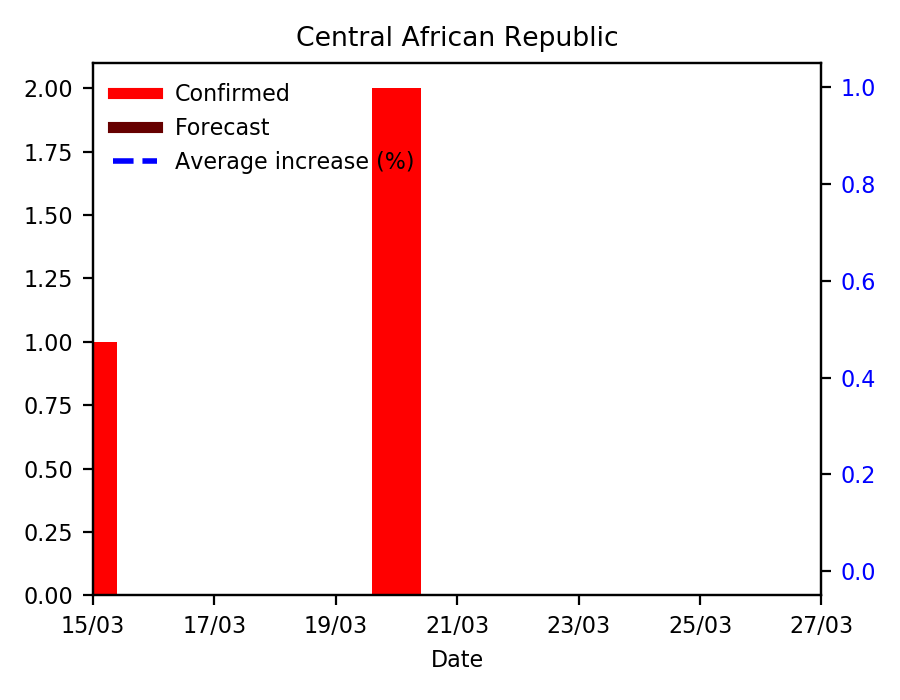 Central African Republic
2.00
1.75
1.50
1.25
1.00
0.75
0.50
0.25
0.00
Confirmed
Forecast
Average increase (%)
1.0
0.8
0.6
0.4
0.2
0.0
15/03 17/03 19/03 21/03 23/03 25/03 27/03
Date